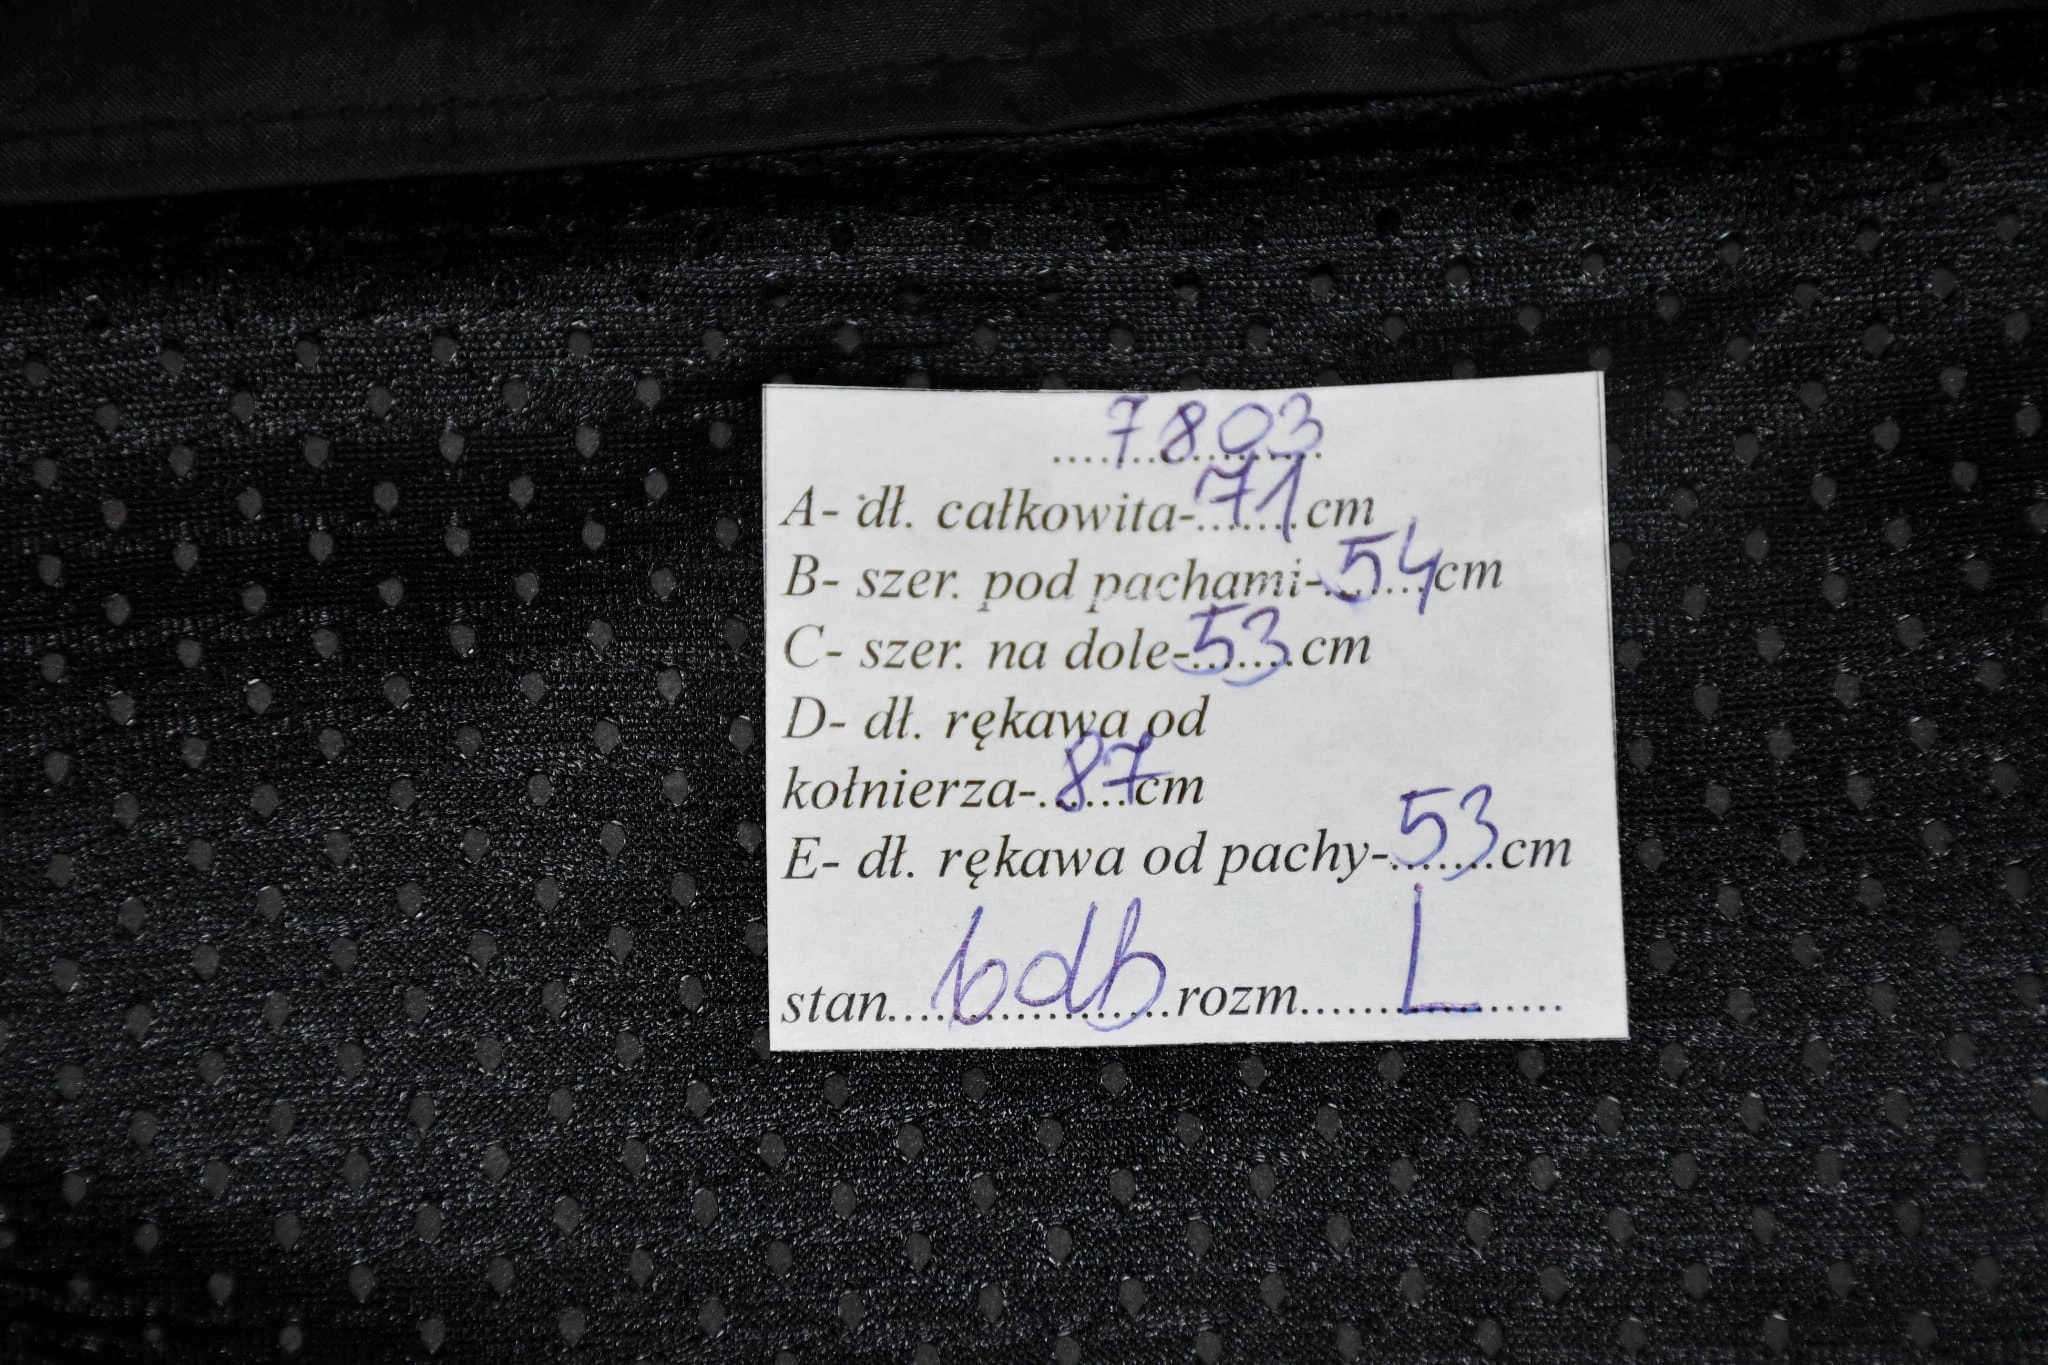 ....7803....
A- dł. całkowita-71cm
B- szer. pod pachami-54cm
C- szer. na dole-53cm
D- dł. rękawa od
kołnierza-87cm
E- dł. rękawa od pachy-53cm
stan...bdb...rozm...L...